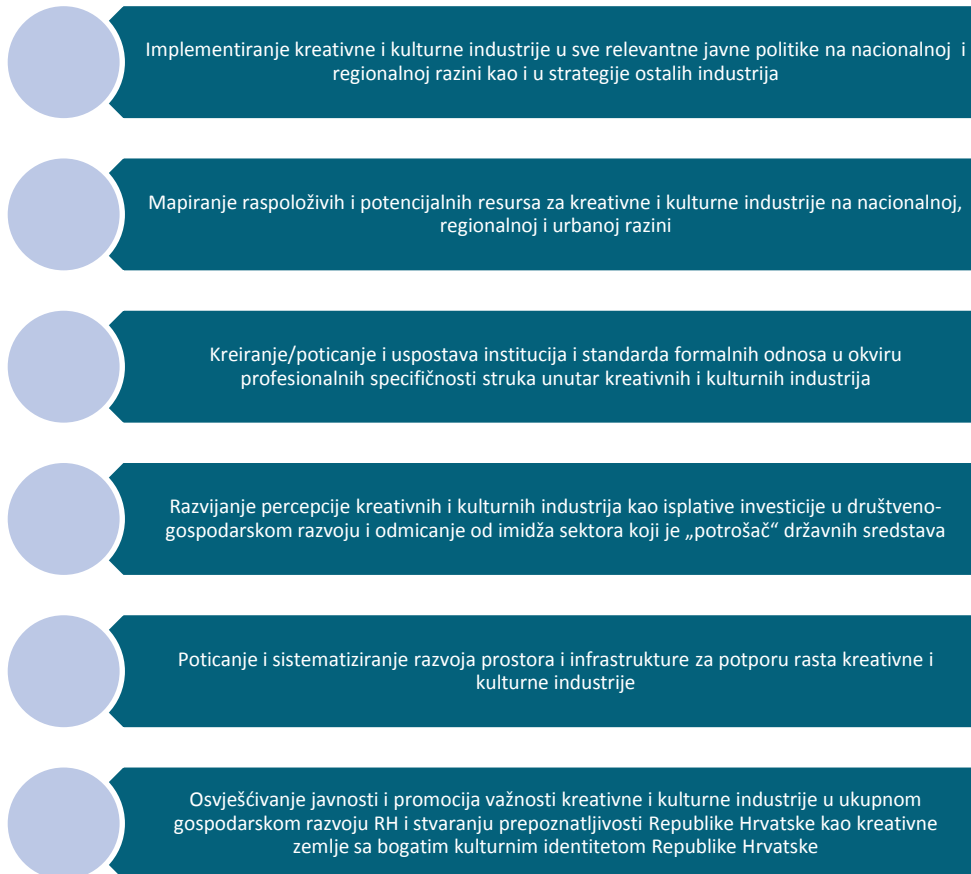 Implementiranje kreativne i kulturne industrije u sve relevantne javne politike na nacionalnoj i
regionalnoj razini kao i u strategije ostalih industrija
Mapiranje raspoloživih i potencijalnih resursa za kreativne i kulturne industrije na nacionalnoj,
regionalnoj i urbanoj razini
Kreiranje/poticanje i uspostava institucija i standarda formalnih odnosa u okviru
profesionalnih specifičnosti struka unutar kreativnih i kulturnih industrija
Razvijanje percepcije kreativnih i kulturnih industrija kao isplative investicije u društveno-
gospodarskom razvoju i odmicanje od imidža sektora koji je „potrošač“ državnih sredstava
Poticanje i sistematiziranje razvoja prostora i infrastrukture za potporu rasta kreativne i
kulturne industrije
Osvješćivanje javnosti i promocija važnosti kreativne i kulturne industrije u ukupnom
gospodarskom razvoju RH i stvaranju prepoznatljivosti Republike Hrvatske kao kreativne
zemlje sa bogatim kulturnim identitetom Republike Hrvatske